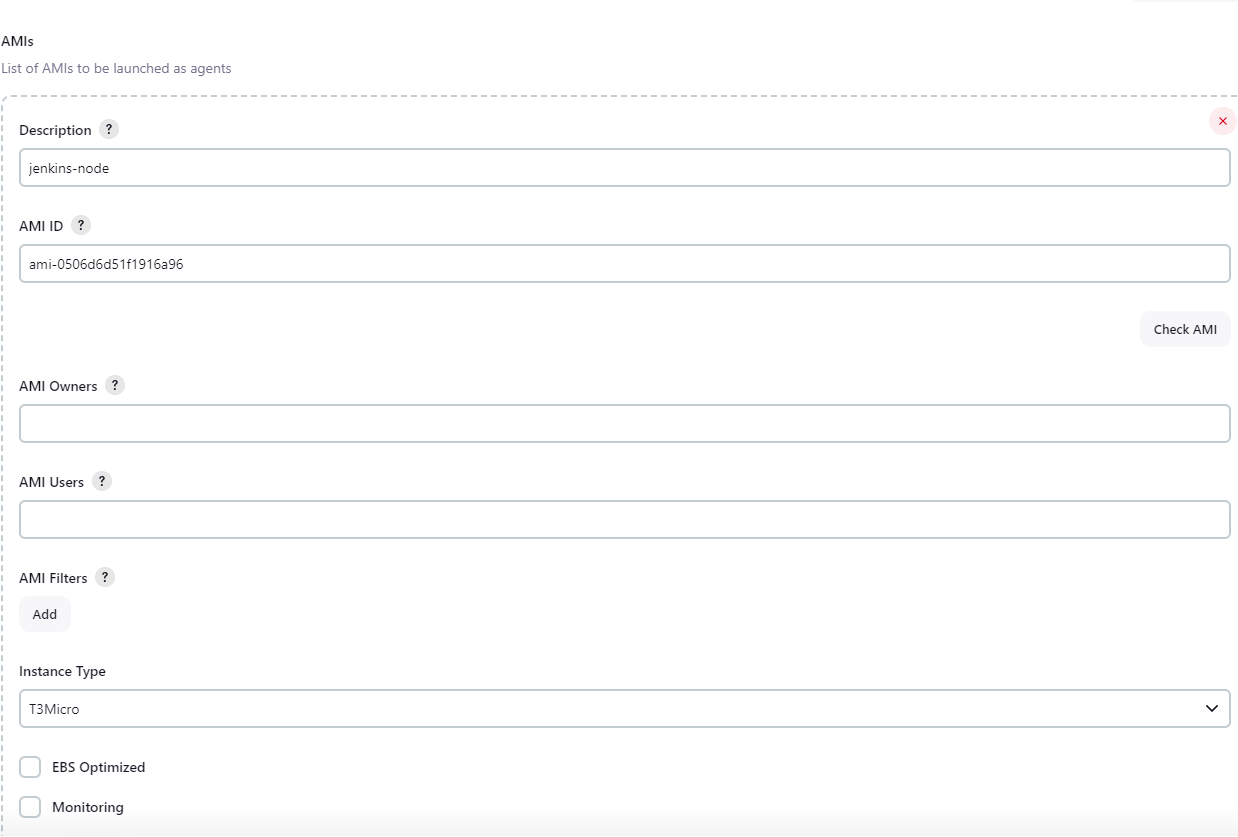 AMIs
List of AMIs to be launched as agents
Description ?
jenkins-node
AMI ID ?
ami-0506d6d51f1916a96
Check AMI
AMI Owners ?
AMI Users ?
AMI Filters ?
Add
Instance Type
T3Micro
EBS Optimized
Monitoring